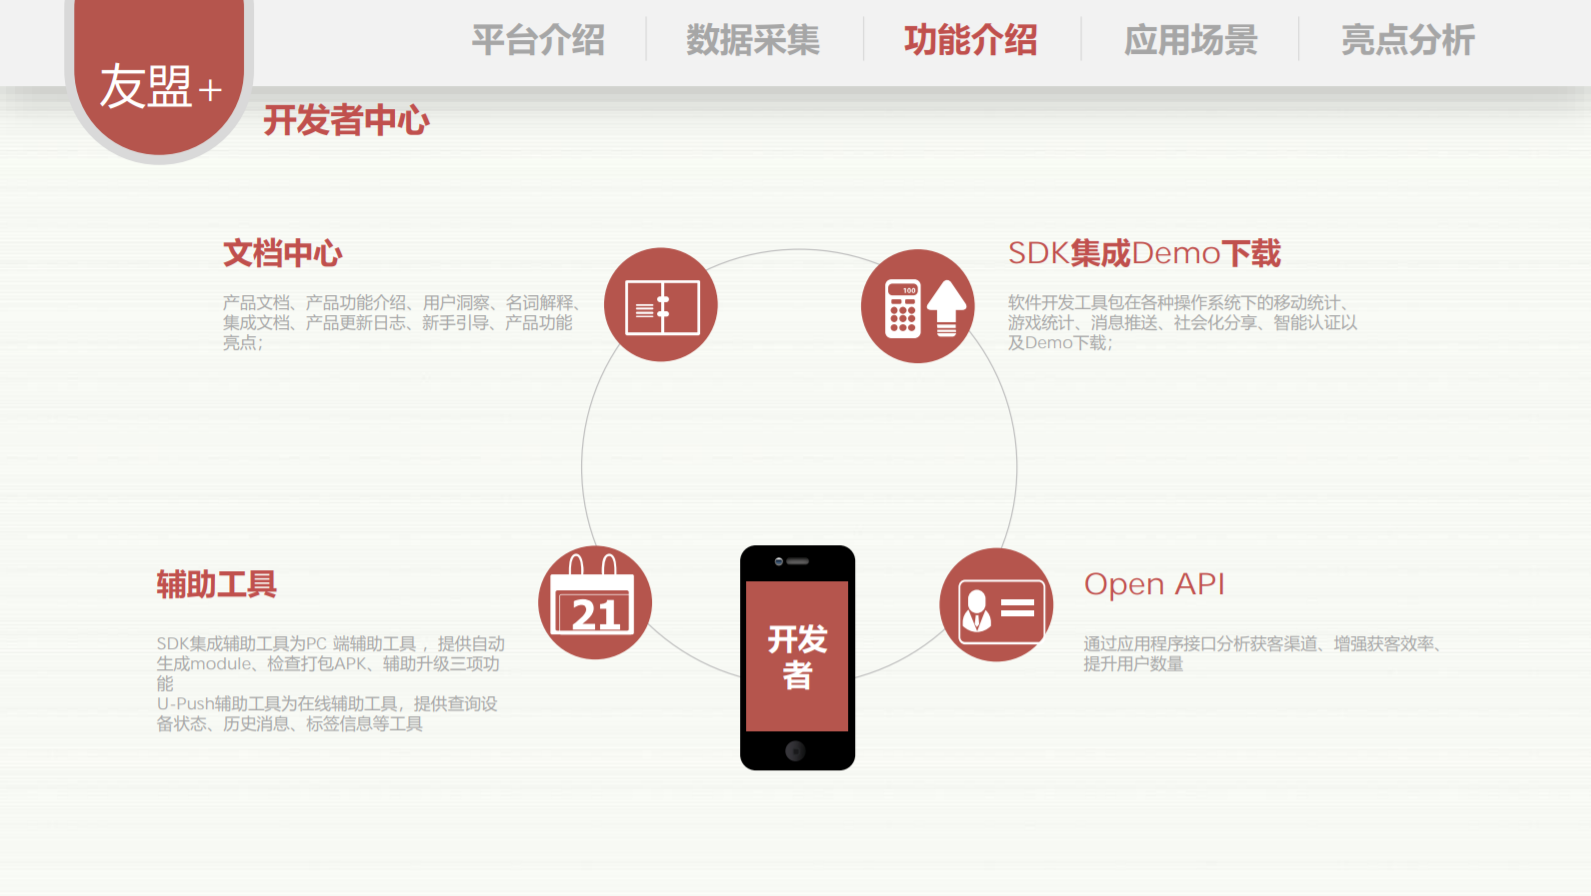 友盟+
平台介绍
数据采集
功能介绍
应用场景
亮点分析
开发者中心
文档中心
产品文档、产品功能介绍、用户洞察、名词解释、
集成文档、产品更新日志、新手引导、产品功能
亮点；
100
SDK集成Demo下载
软件开发工具包在各种操作系统下的移动统计、
游戏统计、消息推送、社会化分享、智能认证以
及Demo下载；
辅助工具
SDK集成辅助工具为PC 端辅助工具 ，提供自动
生成module、检查打包APK、辅助升级三项功
能
U-Push辅助工具为在线辅助工具，提供查询设
备状态、历史消息、标签信息等工具
21
开发
者
Open API
通过应用程序接口分析获客渠道、增强获客效率、
提升用户数量